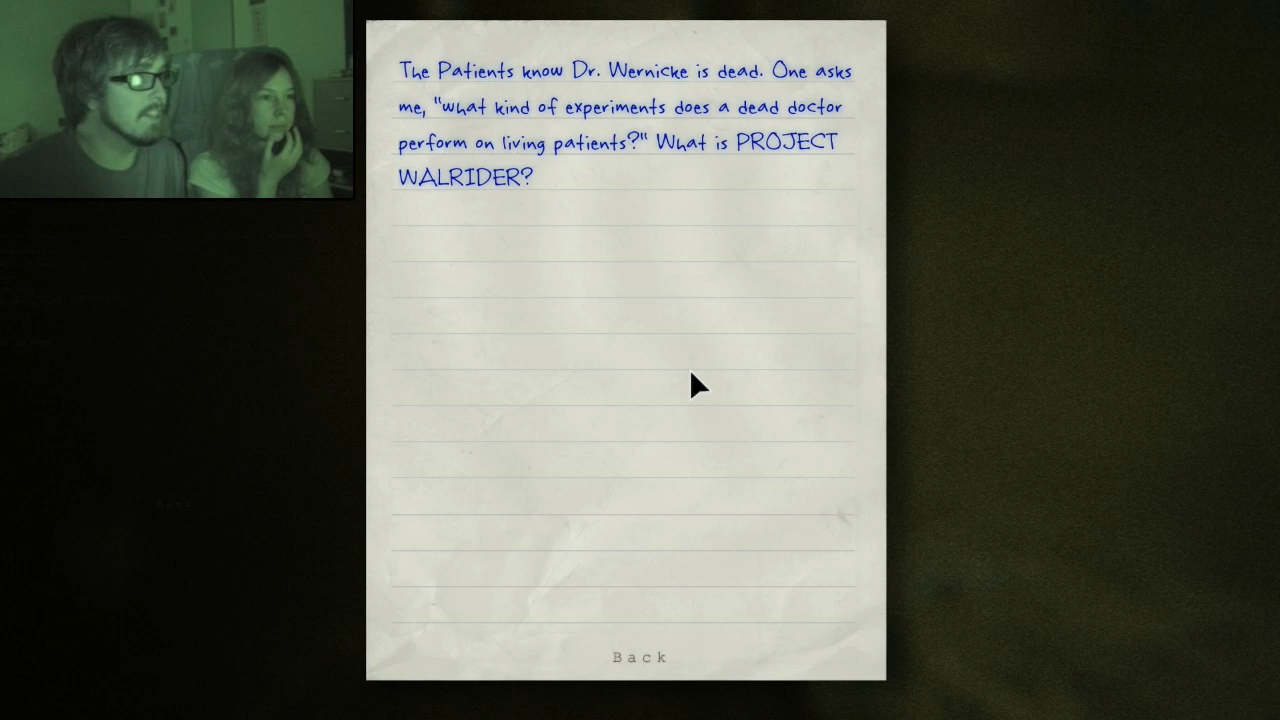 The Patients know Dr. Wernicke is dead. One asks
me, "what kind of experiments does a dead doctor
perform on living patients?" What is PROJECT
WALRIDER?
Back